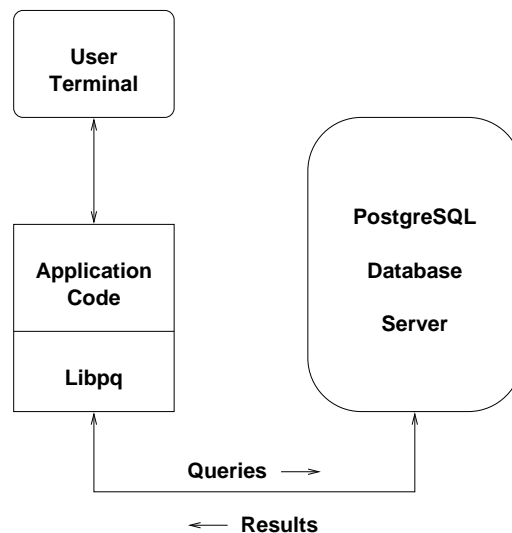 User
Terminal
Application
Code
Libpq
PostgreSQL
Database
Server
Queries
Results